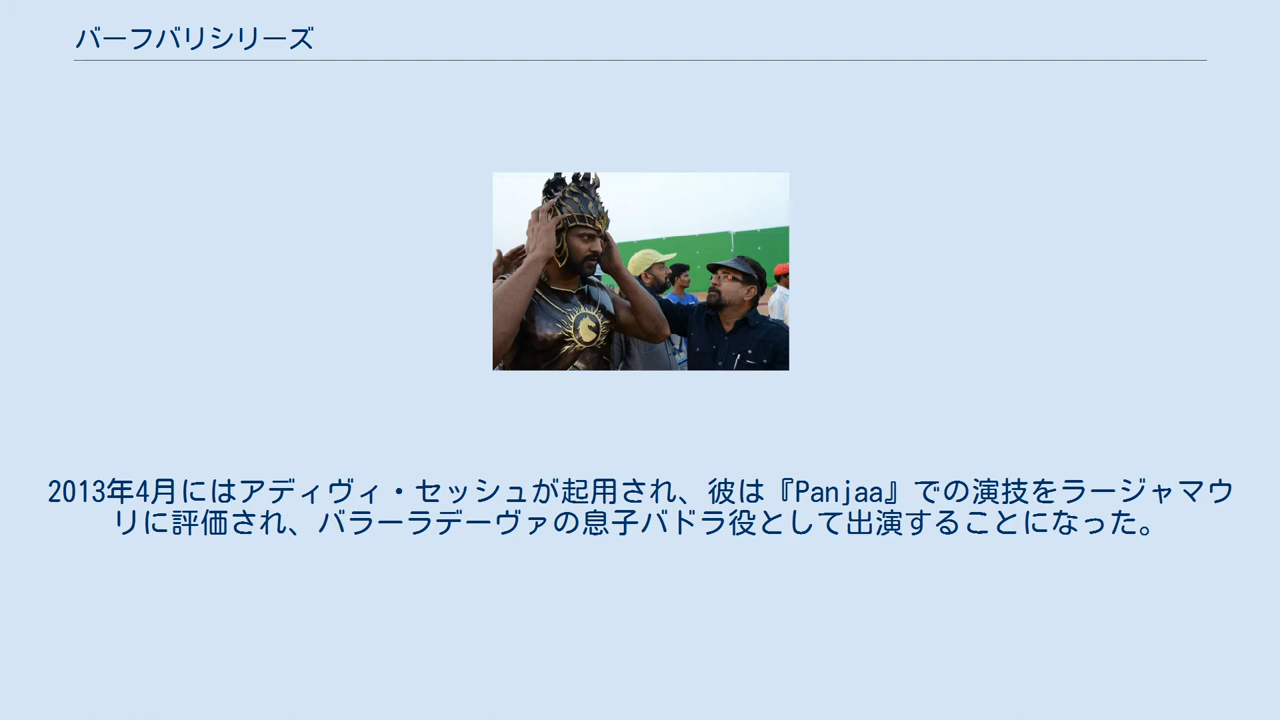 バーフバリシリーズ
2013年4月にはアディヴィ・セッシュが起用され、彼は『Panjaa』での演技をラージャマウ
リに評価され、バラーラデーヴァの息子バドラ役として出演することになった。